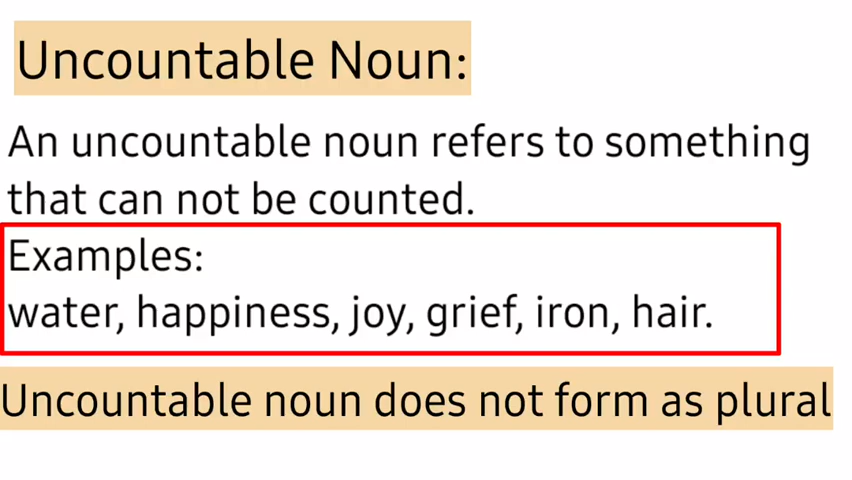 Uncountable Noun:
An uncountable noun refers to something
that can not be counted.
Examples:
water, happiness, joy, grief, iron, hair.
Uncountable noun does not form as plural